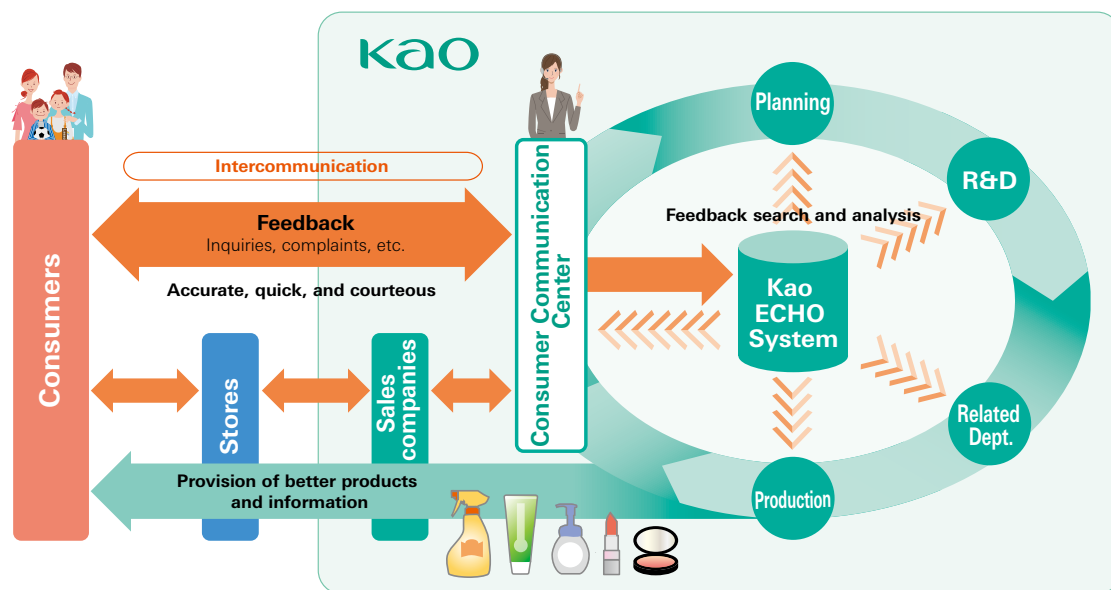 Kao
Planning
R&D
Intercommunication
Feedback
Inquiries, complaints, etc.
Accurate, quick, and courteous
Feedback search and analysis
Consumers
Stores
Sales
companies
Consumer Communication
Center
Kao
ECHO
System
Related
Dept.
Production
Provision of better products
and information